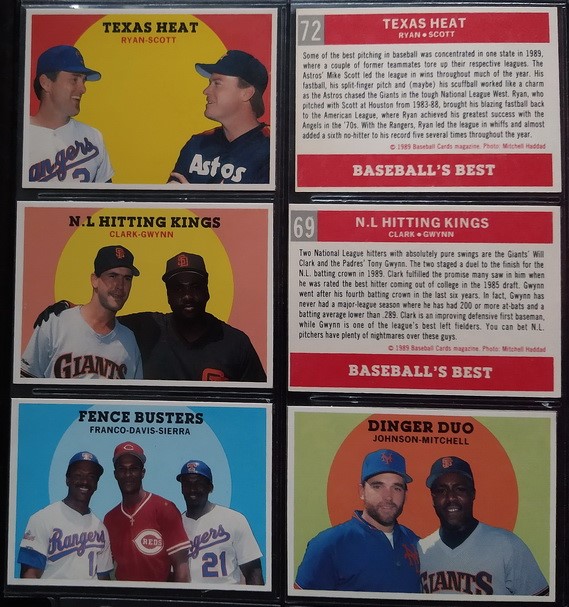 TEXAS HEAT
RYAN-SCOTT
Rangers
3
Astos
72
TEXAS HEAT
RYAN • SCOTT
Some of the best pitching in baseball was concentrated in one state in 1989,
where a couple of former teammates tore up their respective leagues. The
Astros' Mike Scott led the league in wins throughout much of the year. His
fastball, his split-finger pitch and (maybe) his scuffball worked like a charm
as the Astros chased the Giants in the tough National League West. Ryan, who
pitched with Scott at Houston from 1983-88, brought his blazing fastball back
to the American League, where Ryan achieved his greatest success with the
Angels in the '70s. With the Rangers, Ryan led the league in whiffs and almost
added a sixth no-hitter to his record five several times throughout the year.
© 1989 Baseball Cards magazine. Photo: Mitchell Haddad
BASEBALL'S BEST
N.L HITTING KINGS
CLARK-GWYNN
GIANTS
69
N.L HITTING KINGS
CLARK • GWYNN
Two National League hitters with absolutely pure swings are the Giants' Will
Clark and the Padres' Tony Gwynn. The two staged a duel to the finish for the
N.L. batting crown in 1989. Clark fulfilled the promise many saw in him when
he was rated the best hitter coming out of college in the 1985 draft. Gwynn
went after his fourth batting crown in the last six years. In fact, Gwynn has
never had a major-league season where he has had 200 or more at-bats and a
batting average lower than .289. Clark is an improving defensive first baseman,
while Gwynn is one of the league's best left fielders. You can bet N.L.
pitchers have plenty of nightmares over these guys.
© 1989 Baseball Cards magazine. Photo: Mitchell Haddad
BASEBALL'S BEST
FENCE BUSTERS
FRANCO-DAVIS-SIERRA
Rangers
1
REDS
gers
21
DINGER DUO
JOHNSON-MITCHELL
GIANTS